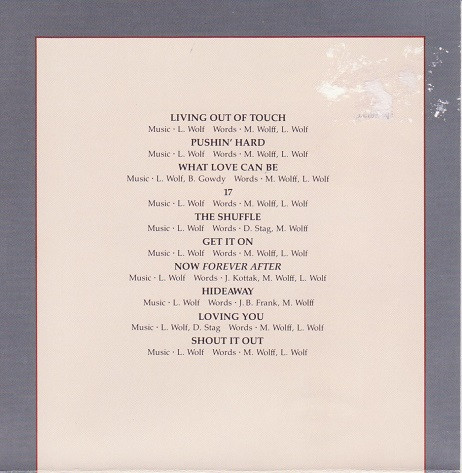 LIVING OUT OF TOUCH
Music · L. Wolf Words · M. Wolff, L. Wolf
PUSHIN' HARD
Music · L. Wolf Words · M. Wolff, L. Wolf
WHAT LOVE CAN BE
Music · L. Wolf, B. Gowdy Words · M. Wolff, L. Wolf
17
Music · L. Wolf Words · M. Wolff, L. Wolf
THE SHUFFLE
Music · L. Wolf Words · D. Stag, M. Wolff
GET IT ON
Music · L. Wolf Words · M. Wolff, L. Wolf
NOW FOREVER AFTER
Music · L. Wolf Words · J. Kottak, M. Wolff, L. Wolf
HIDEAWAY
Music · L. Wolf Words · J.B. Frank, M. Wolff
LOVING YOU
Music · L. Wolf, D. Stag Words · M. Wolff, L. Wolf
SHOUT IT OUT
Music · L. Wolf Words · M. Wolff, L. Wolf